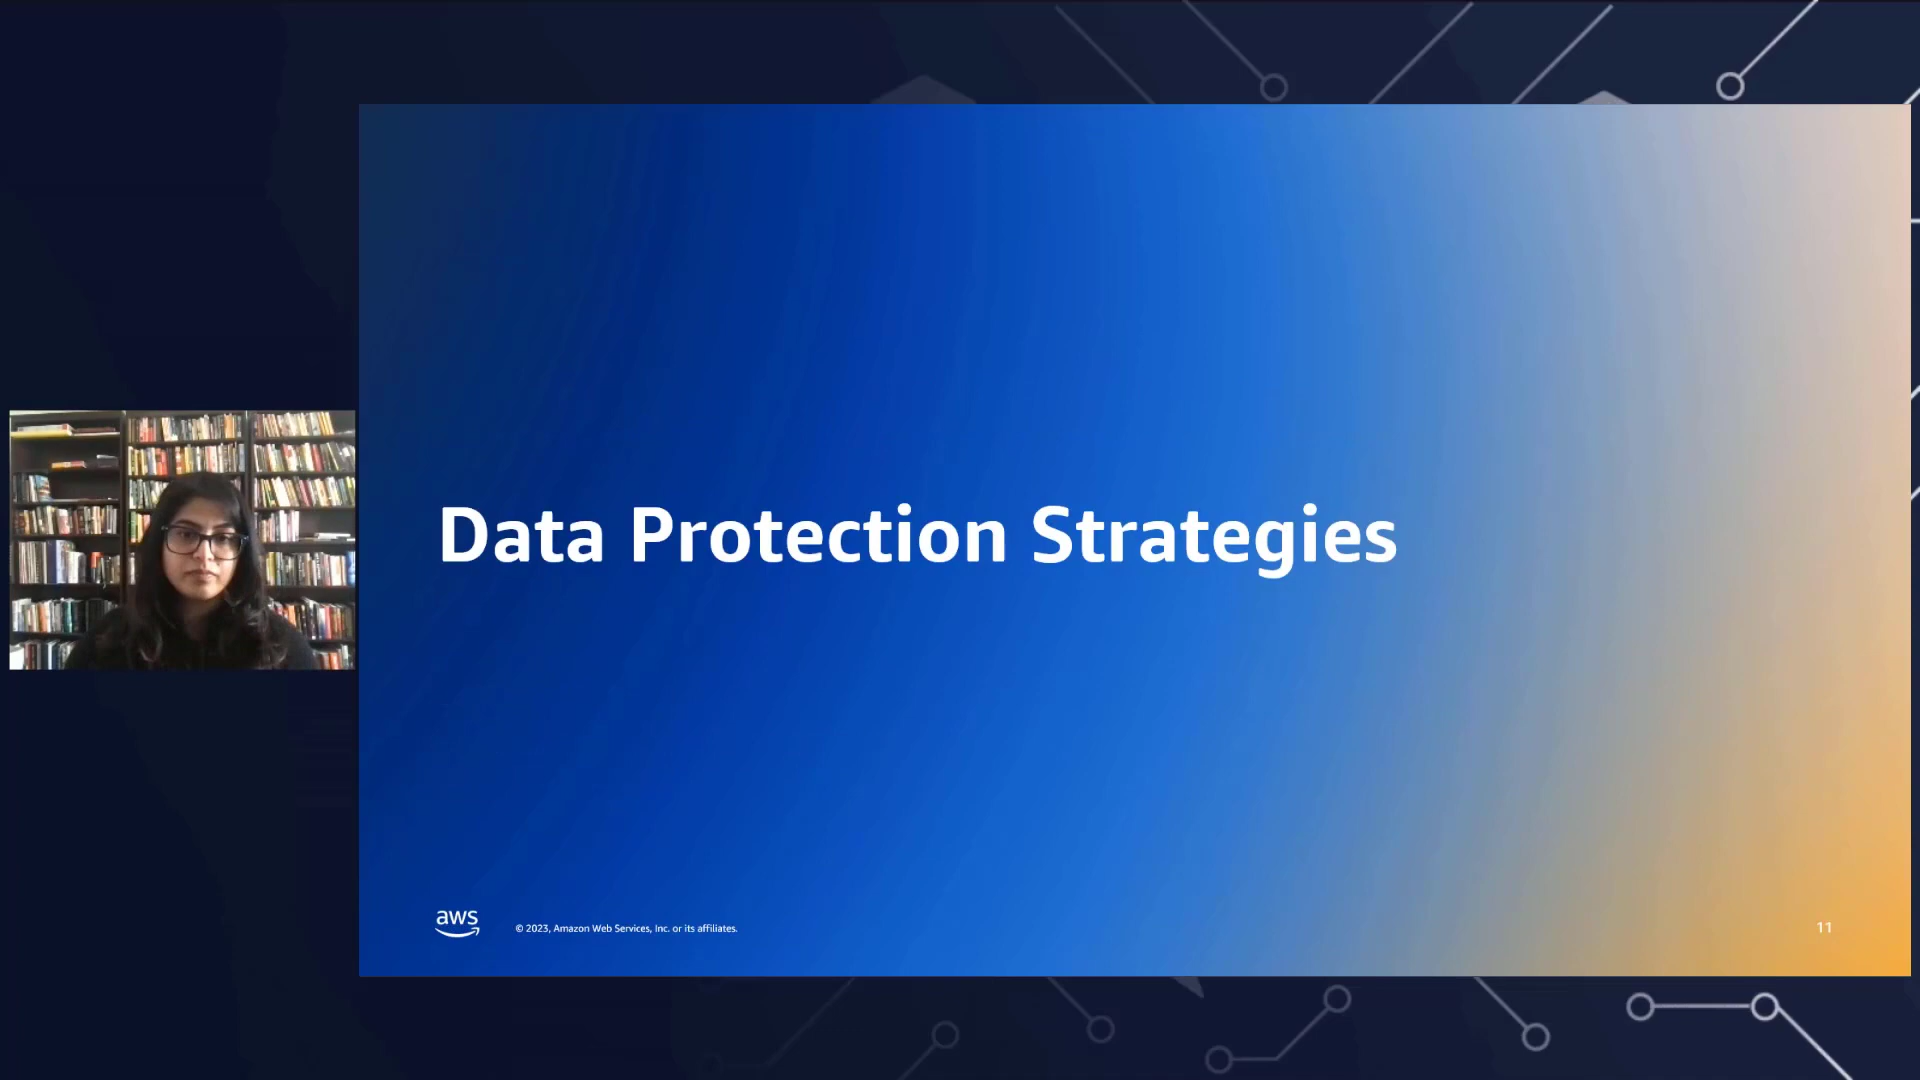 Data Protection Strategies
aws
© 2023, Amazon Web Services, Inc. or its affiliates.
11